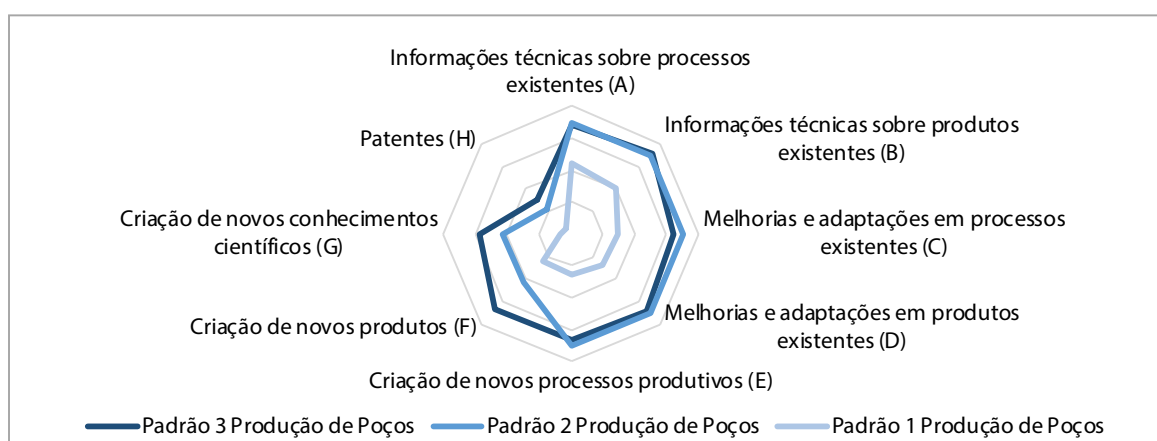 Informações técnicas sobre processos
existentes (A)
Patentes (H)
Informações técnicas sobre produtos
existentes (B)
Criação de novos conhecimentos
científicos (G)
Melhorias e adaptações em processos
existentes (C)
Criação de novos produtos (F)
Melhorias e adaptações em produtos
existentes (D)
Criação de novos processos produtivos (E)
Padrão 3 Produção de Poços
Padrão 2 Produção de Poços
Padrão 1 Produção de Poços